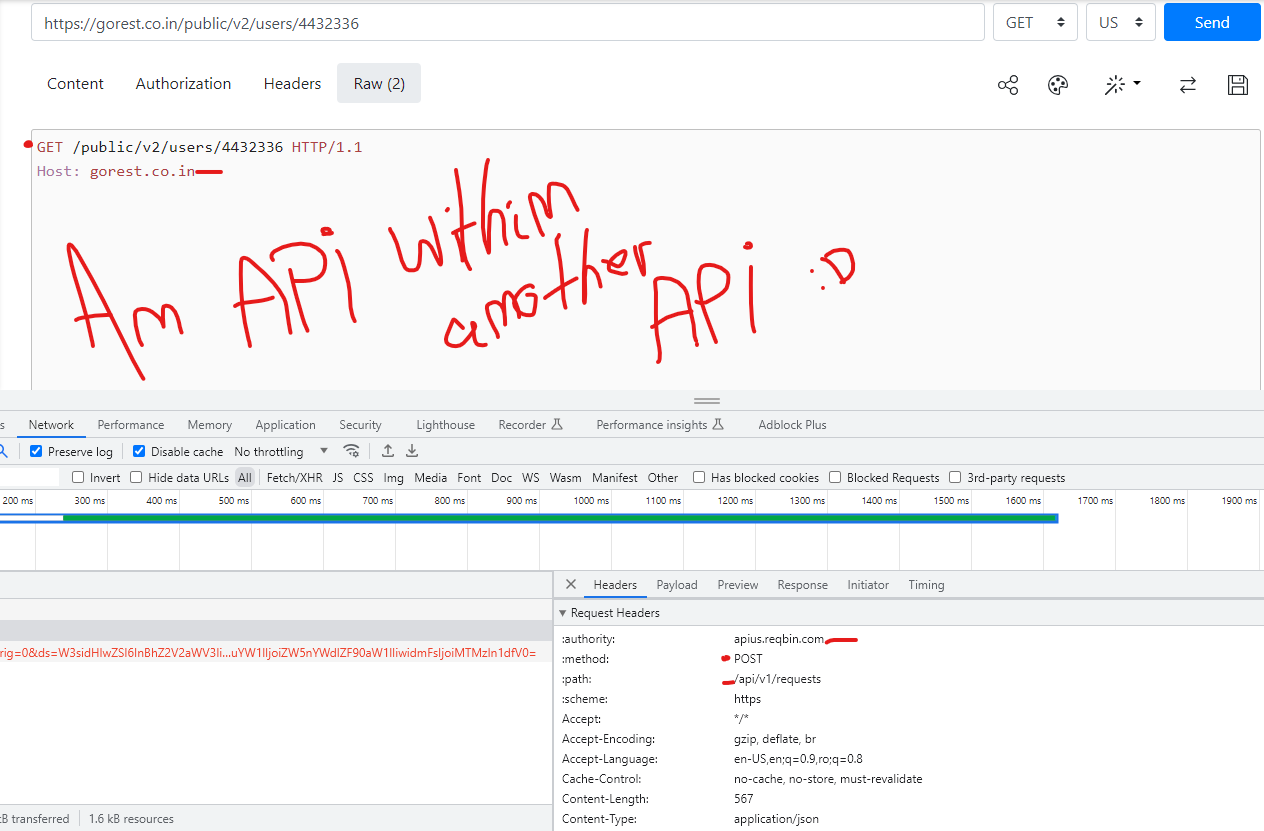 https://gorest.co.in/public/v2/users/4432336 GET US Send
Content Authorization Headers Raw (2)
GET /public/v2/users/4432336 HTTP/1.1
Host: gorest.co.in
Am APi within
another APi :D
s Network Performance Memory Application Security Lighthouse Recorder Performance insights Adblock Plus
Preserve log Disable cache No throttling
Invert Hide data URLs All Fetch/XHR JS CSS Img Media Font Doc WS Wasm Manifest Other Has blocked cookies Blocked Requests 3rd-party requests
200 ms 300 ms 400 ms 500 ms 600 ms 700 ms 800 ms 900 ms 1000 ms 1100 ms 1200 ms 1300 ms 1400 ms 1500 ms 1600 ms 1700 ms 1800 ms 1900 ms
Headers Payload Preview Response Initiator Timing
Request Headers
:authority: apius.reqbin.com
:method: POST
:path: /api/v1/requests
:scheme: https
Accept: */*
Accept-Encoding: gzip, deflate, br
Accept-Language: en-US,en;q=0.9,ro;q=0.8
Cache-Control: no-cache, no-store, must-revalidate
Content-Length: 567
Content-Type: application/json
kB transferred 1.6 kB resources